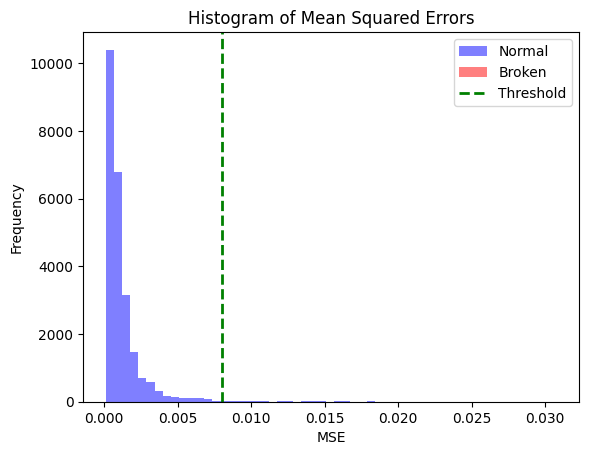 Histogram of Mean Squared Errors
Normal
Broken
Threshold
Frequency
10000
8000
6000
4000
2000
0
0.000 0.005 0.010 0.015 0.020 0.025 0.030
MSE